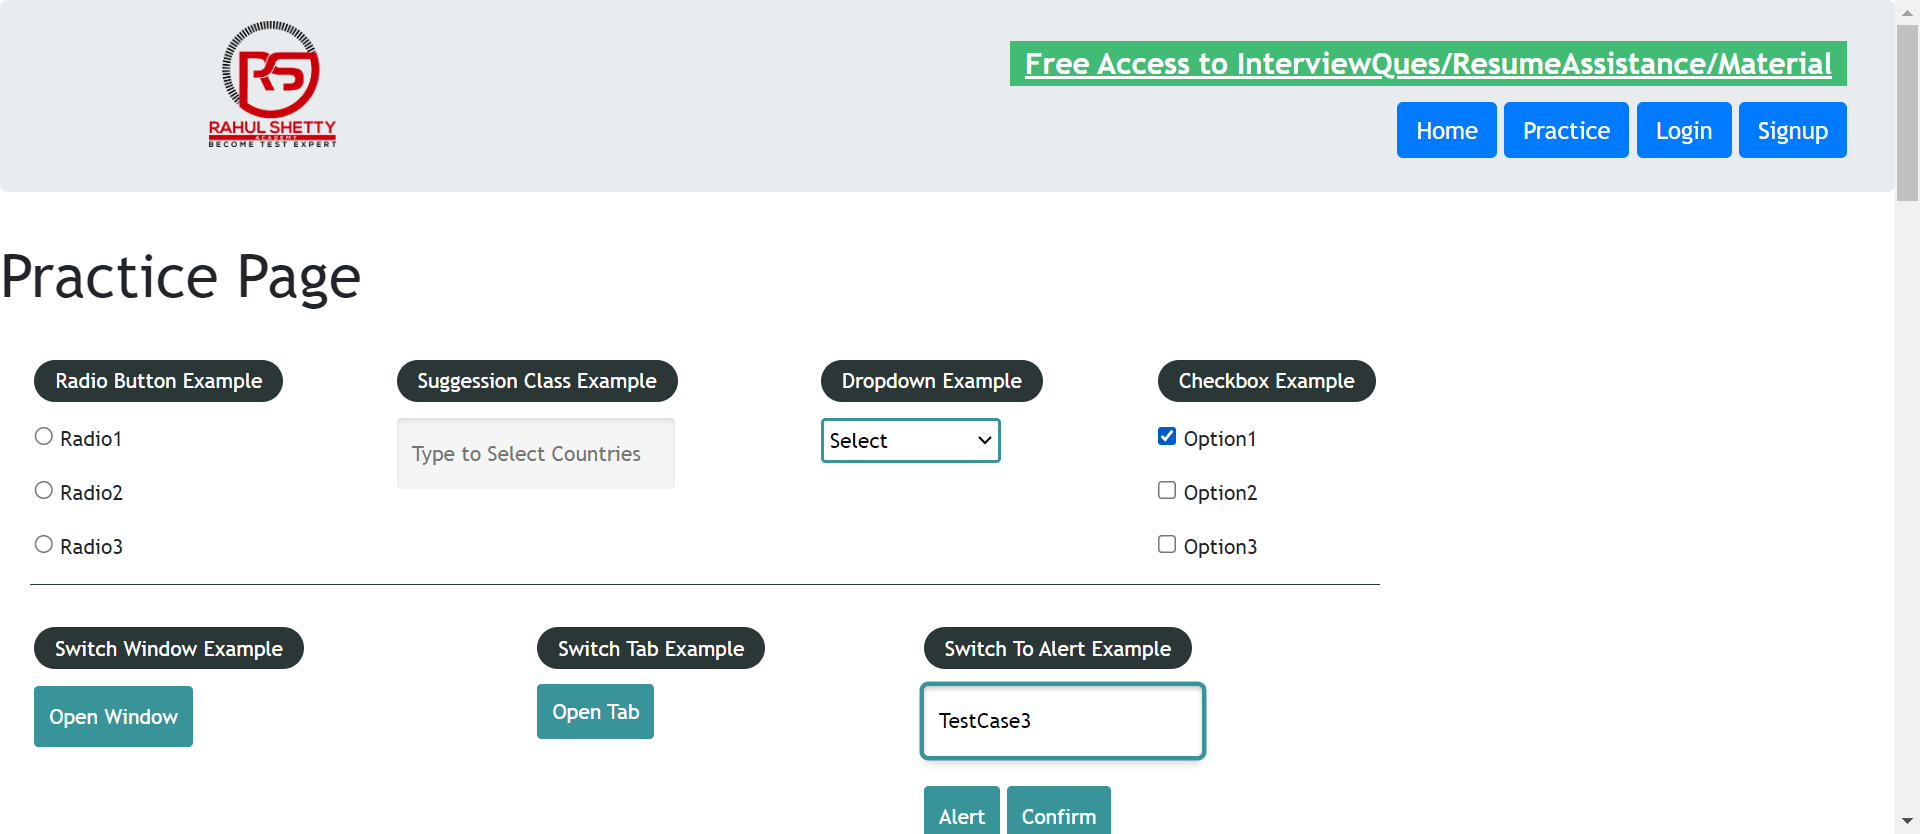 RS
RAHUL SHETTY
ACADEMY
BECOME TEST EXPERT
Free Access to InterviewQues/ResumeAssistance/Material
Home Practice Login Signup
Practice Page
Radio Button Example
Radio1
Radio2
Radio3
Suggession Class Example
Type to Select Countries
Dropdown Example
Select
Checkbox Example
Option1
Option2
Option3
Switch Window Example
Open Window
Switch Tab Example
Open Tab
Switch To Alert Example
TestCase3
Alert Confirm